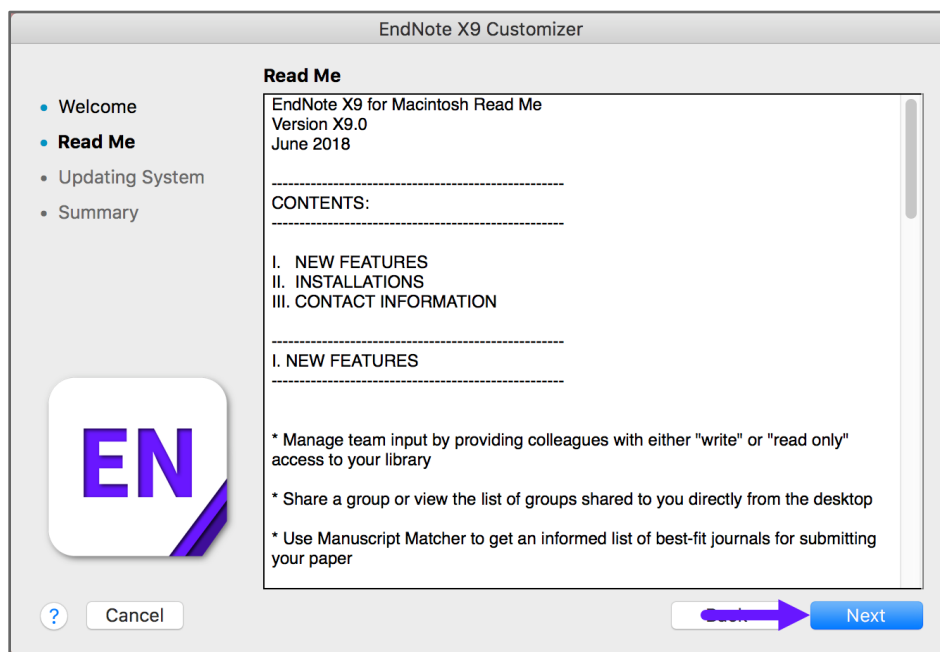 EndNote X9 Customizer
Welcome
Read Me
Updating System
Summary
Read Me
EndNote X9 for Macintosh Read Me
Version X9.0
June 2018
-----------------------------------------------------
CONTENTS:
-----------------------------------------------------
I. NEW FEATURES
II. INSTALLATIONS
III. CONTACT INFORMATION
-----------------------------------------------------
I. NEW FEATURES
-----------------------------------------------------
* Manage team input by providing colleagues with either "write" or "read only"
access to your library
* Share a group or view the list of groups shared to you directly from the desktop
* Use Manuscript Matcher to get an informed list of best-fit journals for submitting
your paper
EN
? Cancel
Next